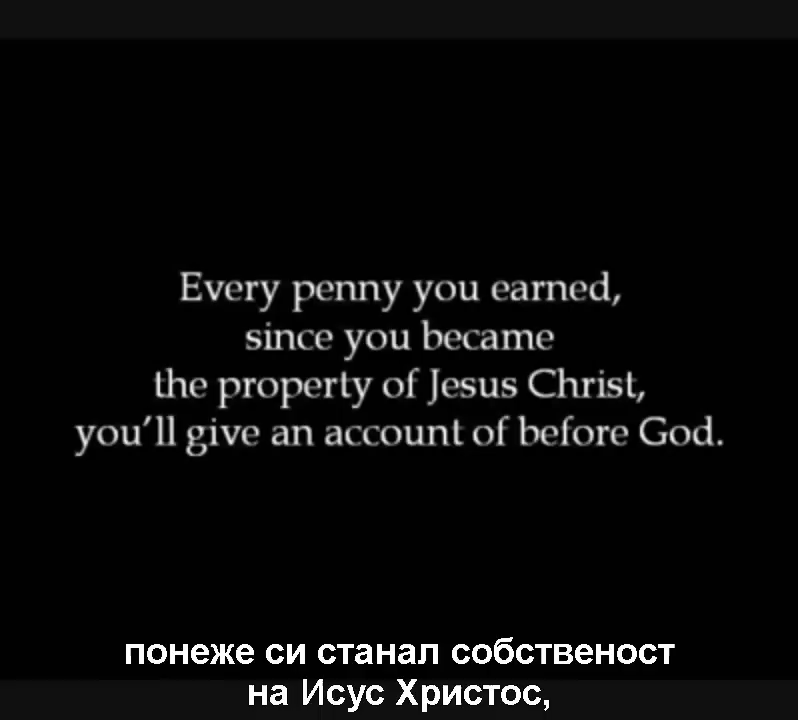 Every penny you earned,
since you became
the property of Jesus Christ,
you'll give an account of before God.
понеже си станал собственост
на Исус Христос,